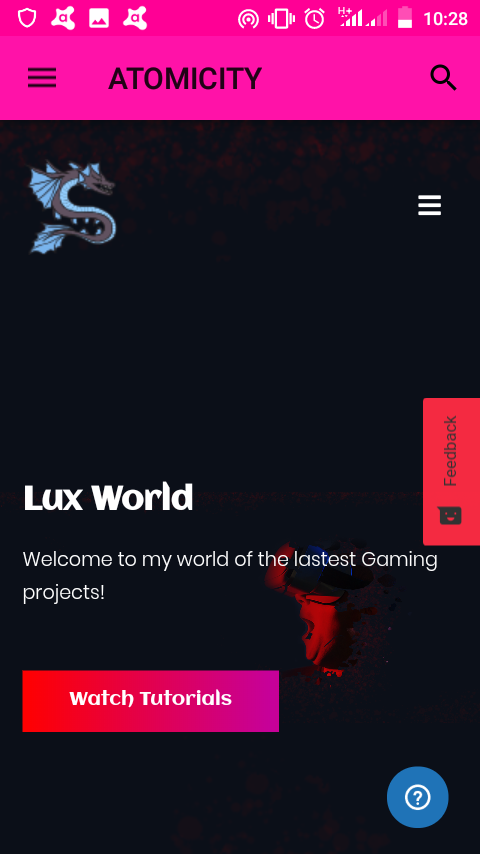 H+
10:28
ATOMICITY
Feedback
Lux World
Welcome to my world of the lastest Gaming
projects!
Watch Tutorials